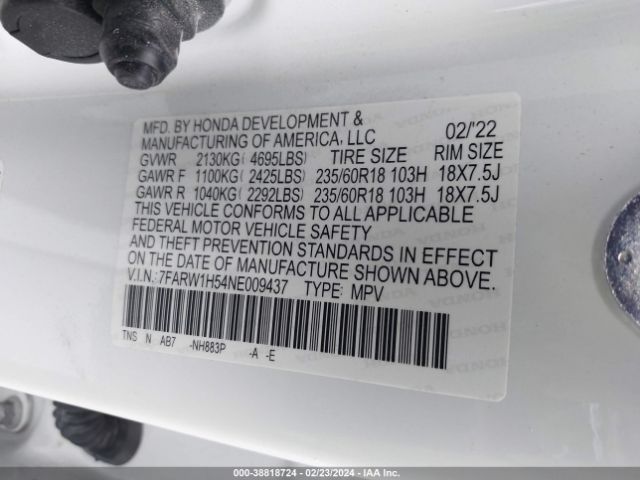 MFD. BY HONDA DEVELOPMENT & 02/'22
MANUFACTURING OF AMERICA, LLC
GVWR 2130KG( 4695LBS) TIRE SIZE RIM SIZE
GAWR F 1100KG( 2425LBS) 235/60R18 103H 18X7.5J
GAWR R 1040KG( 2292LBS) 235/60R18 103H 18X7.5J
THIS VEHICLE CONFORMS TO ALL APPLICABLE
FEDERAL MOTOR VEHICLE SAFETY
AND THEFT PREVENTION STANDARDS IN EFFECT
ON THE DATE OF MANUFACTURE SHOWN ABOVE.
V.I.N.: 7FARW1H54NE009437 TYPE: MPV
TNS N AB7 -NH883P -A -E
000-38818724 - 02/23/2024 - IAA Inc.